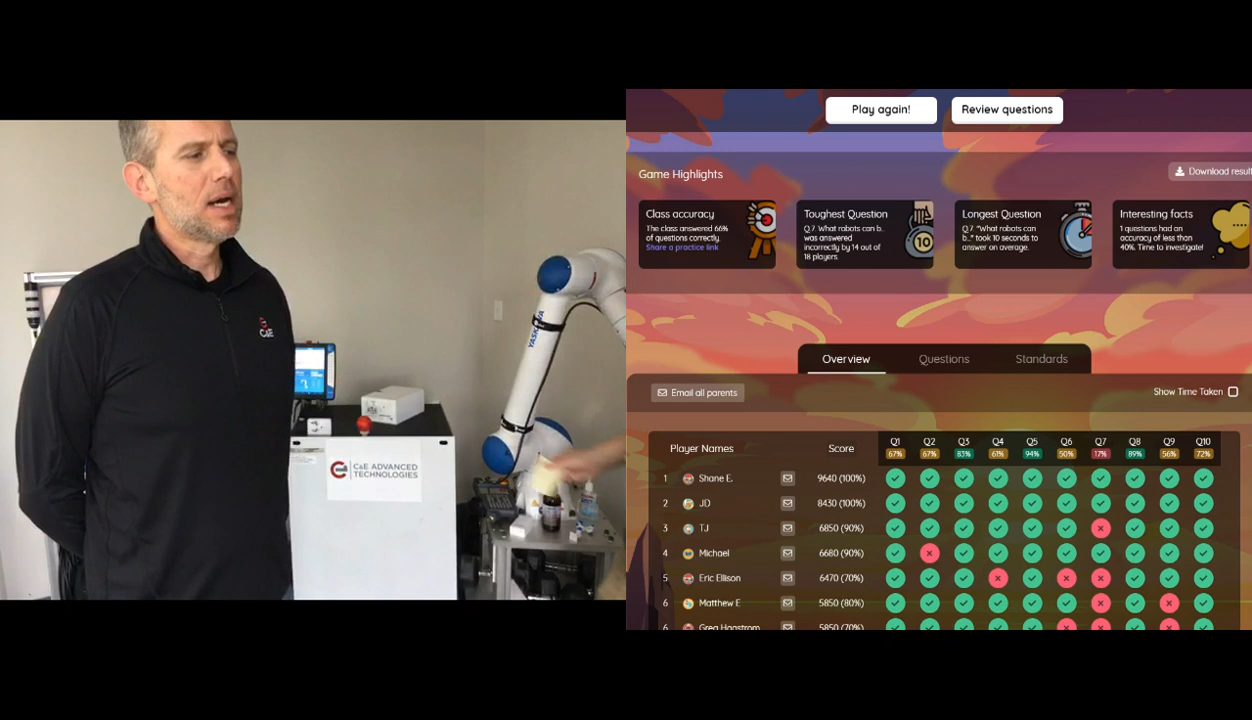 C&E
YASKAWA
C&E ADVANCED
TECHNOLOGIES
Play again!
Review questions
Game Highlights
Download result
Class accuracy
The class answered 66%
of questions correctly.
Share a practice link
Toughest Question
Q.7. What robots can b..
was answered
incorrectly by 14 out of
18 players.
10
Longest Question
Q.7 "What robots can
b.." took 10 seconds to
answer on average.
Interesting facts
1 questions had an
accuracy of less than
40%. Time to investigate!
Overview
Questions
Standards
Email all parents
Show Time Taken
Player Names Score Q1 Q2 Q3 Q4 Q5 Q6 Q7 Q8 Q9 Q10
67% 67% 83% 61% 94% 50% 17% 89% 56% 72%
1 Shane E. 9640 (100%)
2 JD 8430 (100%)
3 TJ 6850 (90%)
4 Michael 6680 (90%)
5 Eric Ellison 6470 (70%)
6 Matthew E 5850 (80%)
6 Greg Hagstrom 5850 (70%)